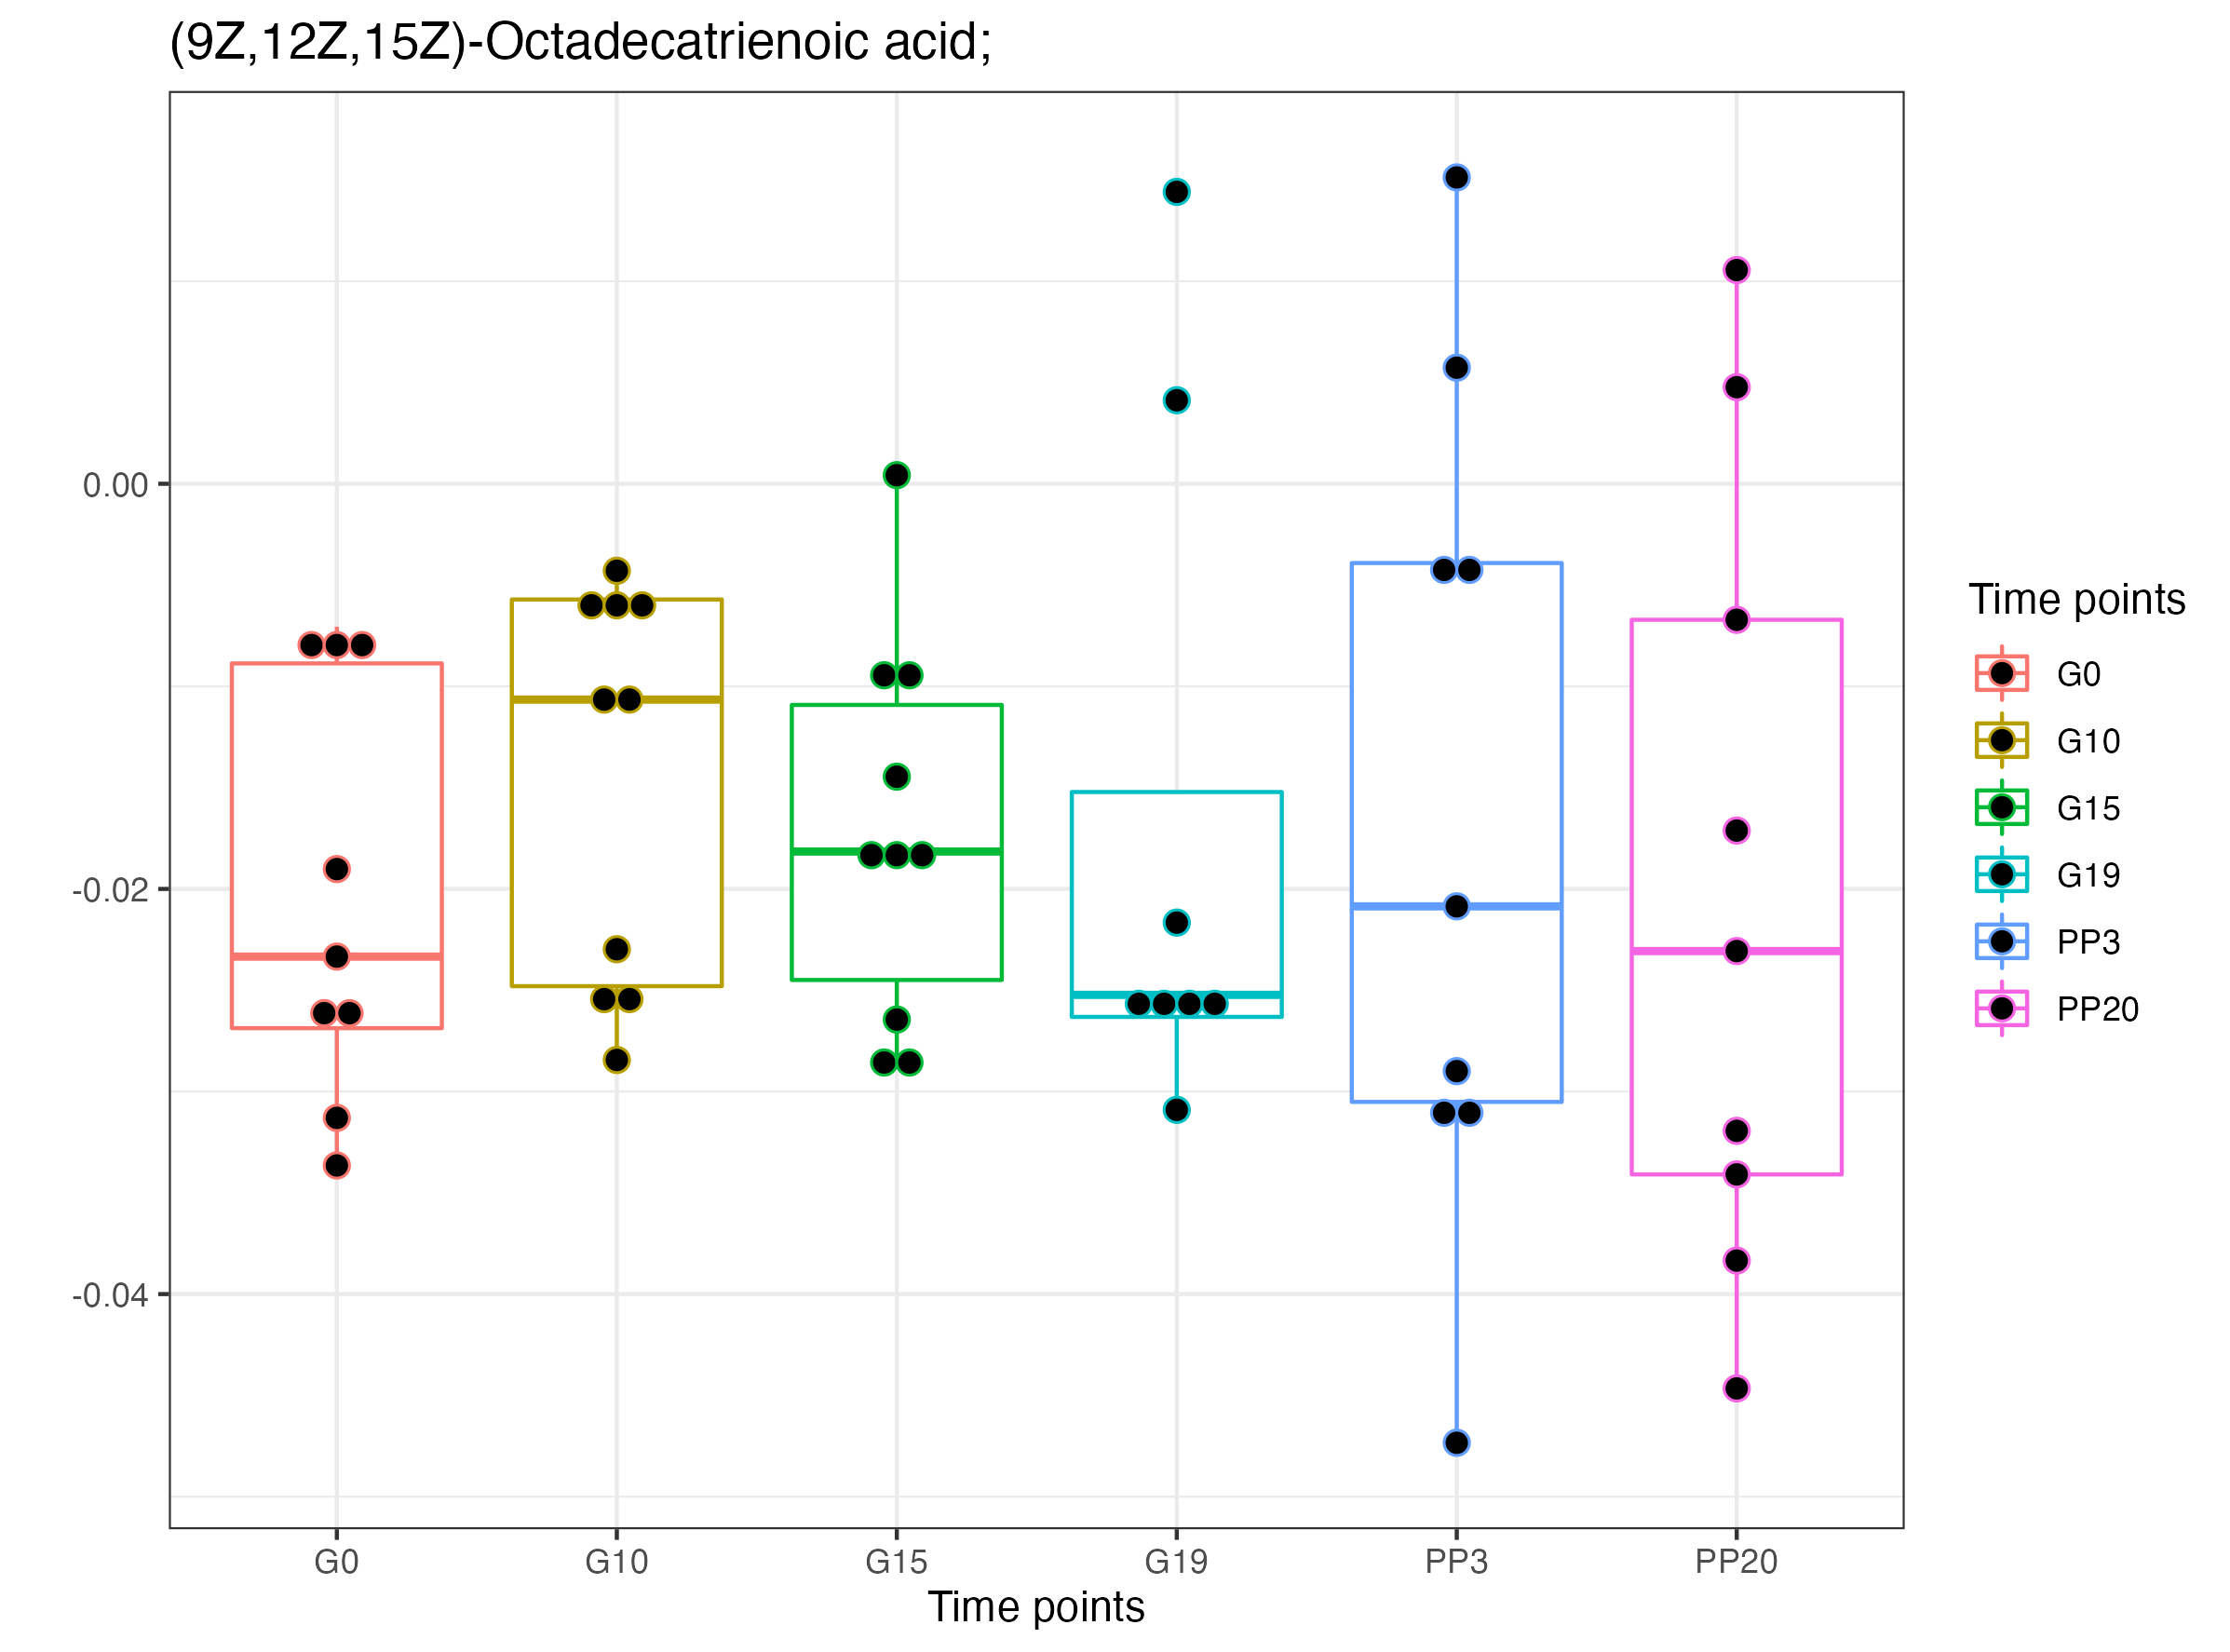 (9Z,12Z,15Z)-Octadecatrienoic acid;
0.00
-0.02
-0.04
G0
G10
G15
G19
PP3
PP20
Time points
Time points
G0
G10
G15
G19
PP3
PP20